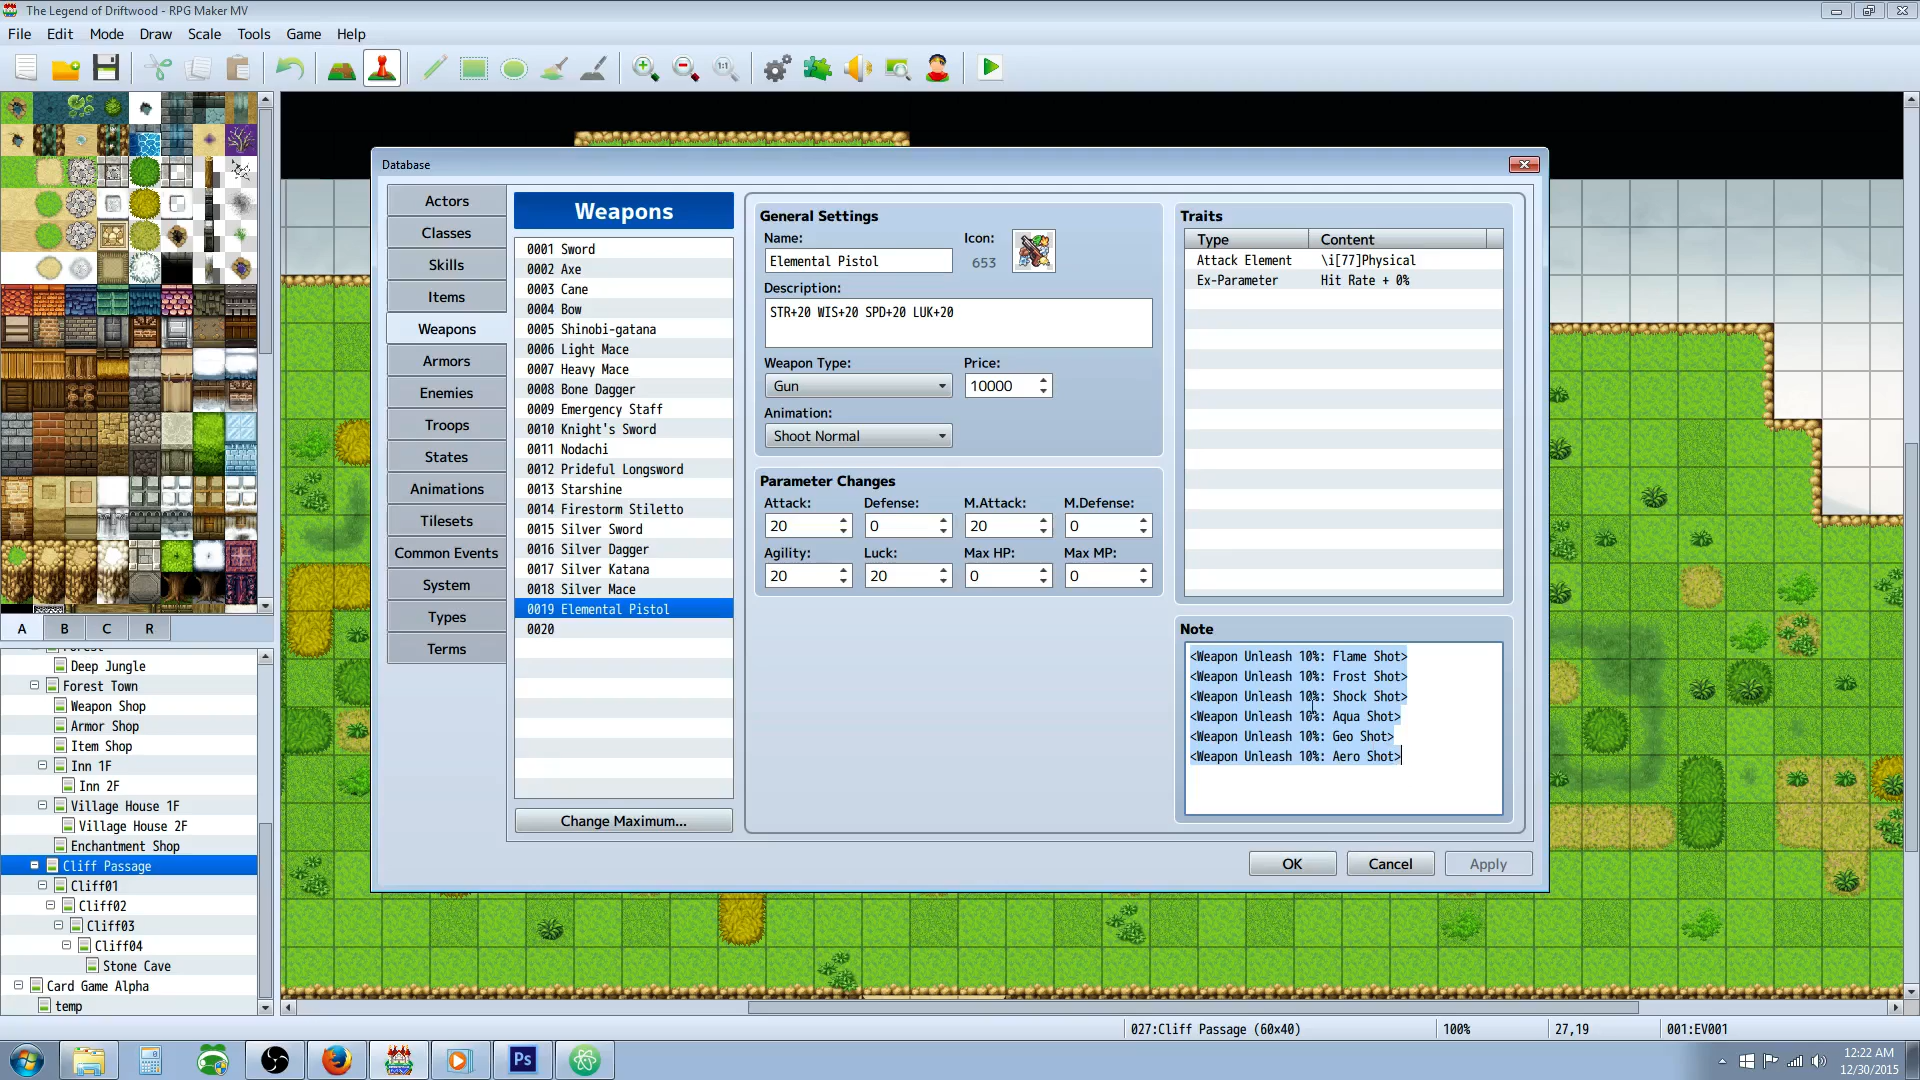 The Legend of Driftwood - RPG Maker MV
File Edit Mode Draw Scale Tools Game Help
1:1
Database
Actors
Classes
Skills
Items
Weapons
Armors
Enemies
Troops
States
Animations
Tilesets
Common Events
System
Types
Terms
Weapons
0001 Sword
0002 Axe
0003 Cane
0004 Bow
0005 Shinobi-gatana
0006 Light Mace
0007 Heavy Mace
0008 Bone Dagger
0009 Emergency Staff
0010 Knight's Sword
0011 Nodachi
0012 Prideful Longsword
0013 Starshine
0014 Firestorm Stiletto
0015 Silver Sword
0016 Silver Dagger
0017 Silver Katana
0018 Silver Mace
0019 Elemental Pistol
0020
Change Maximum...
General Settings
Name: Icon:
Elemental Pistol 653
Description:
STR+20 WIS+20 SPD+20 LUK+20
Weapon Type: Price:
Gun 10000
Animation:
Shoot Normal
Parameter Changes
Attack: Defense: M.Attack: M.Defense:
20 0 20 0
Agility: Luck: Max HP: Max MP:
20 20 0 0
Traits
Type Content
Attack Element \i[77]Physical
Ex-Parameter Hit Rate + 0%
Note
<Weapon Unleash 10%: Flame Shot>
<Weapon Unleash 10%: Frost Shot>
<Weapon Unleash 10%: Shock Shot>
<Weapon Unleash 10%: Aqua Shot>
<Weapon Unleash 10%: Geo Shot>
<Weapon Unleash 10%: Aero Shot>
OK Cancel Apply
A B C R
Deep Jungle
Forest Town
Weapon Shop
Armor Shop
Item Shop
Inn 1F
Inn 2F
Village House 1F
Village House 2F
Enchantment Shop
Cliff Passage
Cliff01
Cliff02
Cliff03
Cliff04
Stone Cave
Card Game Alpha
temp
027:Cliff Passage (60x40) 100% 27,19 001:EV001
Ps
12:22 AM
12/30/2015